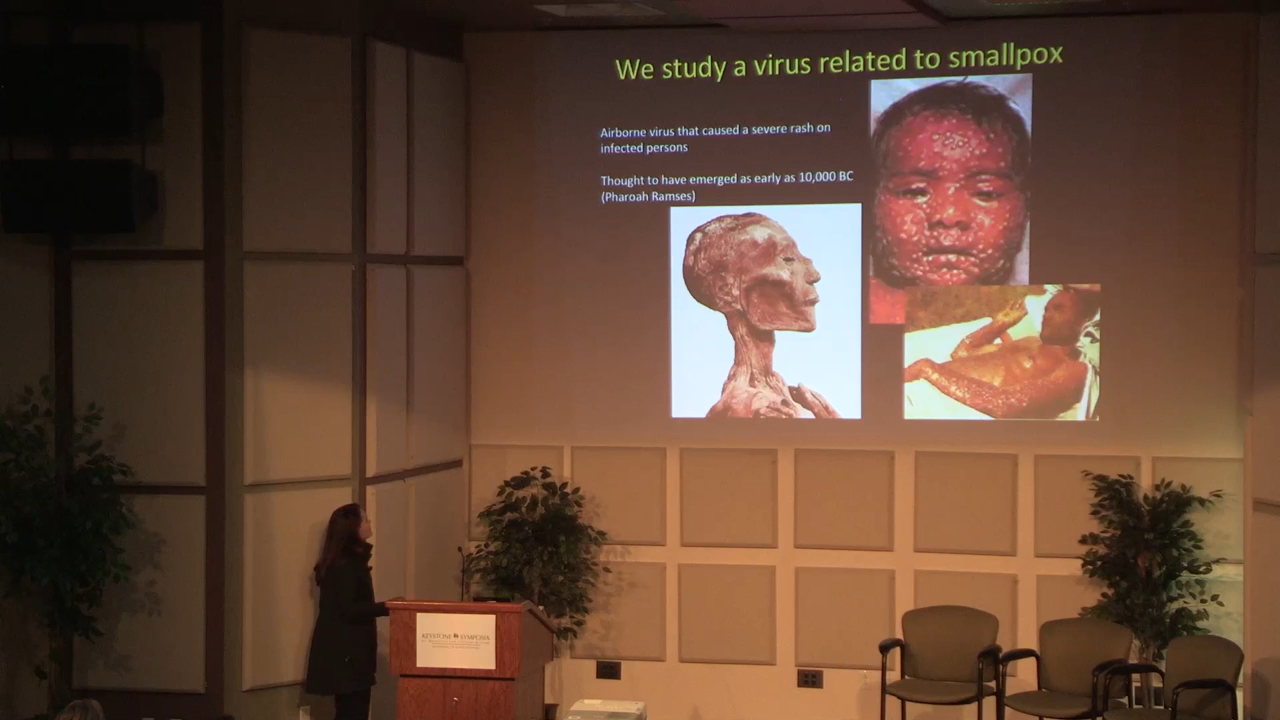 We study a virus related to smallpox
Airborne virus that caused a severe rash on
infected persons
Thought to have emerged as early as 10,000 BC
(Pharoah Ramses)
KEYSTONE SYMPOSIA